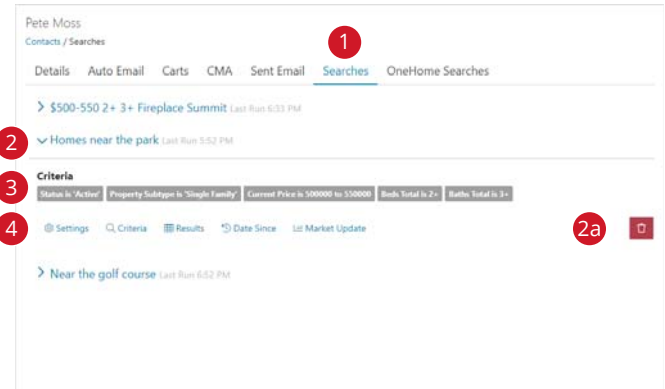 Pete Moss
Contacts / Searches
1
Details Auto Email Carts CMA Sent Email Searches OneHome Searches
$500-550 2+ 3+ Fireplace Summit Last Run 6:33 PM
2 Homes near the park Last Run 5:52 PM
Criteria
3 Status is 'Active' Property Subtype is 'Single Family' Current Price is 500000 to 550000 Beds Total is 2+ Baths Total is 3+
4 Settings Criteria Results Date Since Market Update 2a
Near the golf course Last Run 6:52 PM